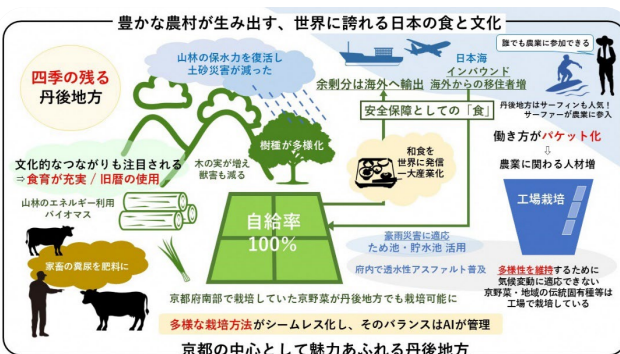 豊かな農村が生み出す、世界に誇れる日本の食と文化
四季の残る
丹後地方
山林の保水力を復活し
土砂災害が減った
日本海
インバウンド
海外からの移住者増
余剰分は海外へ輸出
安全保障としての「食」
誰でも農業に参加できる
丹後地方はサーフィンも人気！
サーファーが農業に参入
働き方がパケット化
農業に関わる人材増
樹種が多様化
木の実が増え
獣害も減る
和食を
世界に発信
一大産業化
文化的なつながりも注目される
⇒食育が充実 / 旧暦の使用
山林のエネルギー利用
バイオマス
自給率
100%
工場栽培
豪雨災害に適応
ため池・貯水池 活用
府内で透水性アスファルト普及
家畜の糞尿を肥料に
京都府南部で栽培していた京野菜が丹後地方でも栽培可能に
多様性を維持するために
気候変動に適応できない
京野菜・地域の伝統固有種等は
工場で栽培している
多様な栽培方法がシームレス化し、そのバランスはAIが管理
京都の中心として魅力あふれる丹後地方